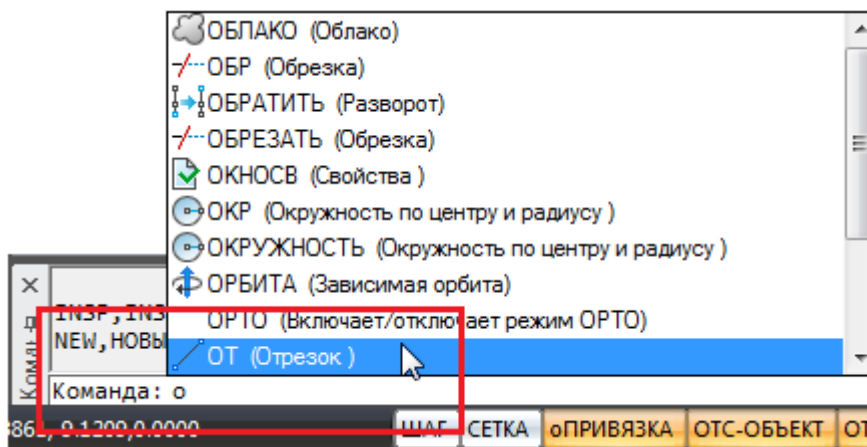 ОБЛАКО (Облако)
ОБР (Обрезка)
ОБРАТИТЬ (Разворот)
ОБРЕЗАТЬ (Обрезка)
ОКНОСВ (Свойства )
ОКР (Окружность по центру и радиусу )
ОКРУЖНОСТЬ (Окружность по центру и радиусу )
ОРБИТА (Зависимая орбита)
ОРТО (Включает/отключает режим ОРТО)
ОТ (Отрезок )
NEW,НОВЫ
Команда: о
ШАГ СЕТКА оПРИВЯЗКА ОТС-ОБЪЕКТ